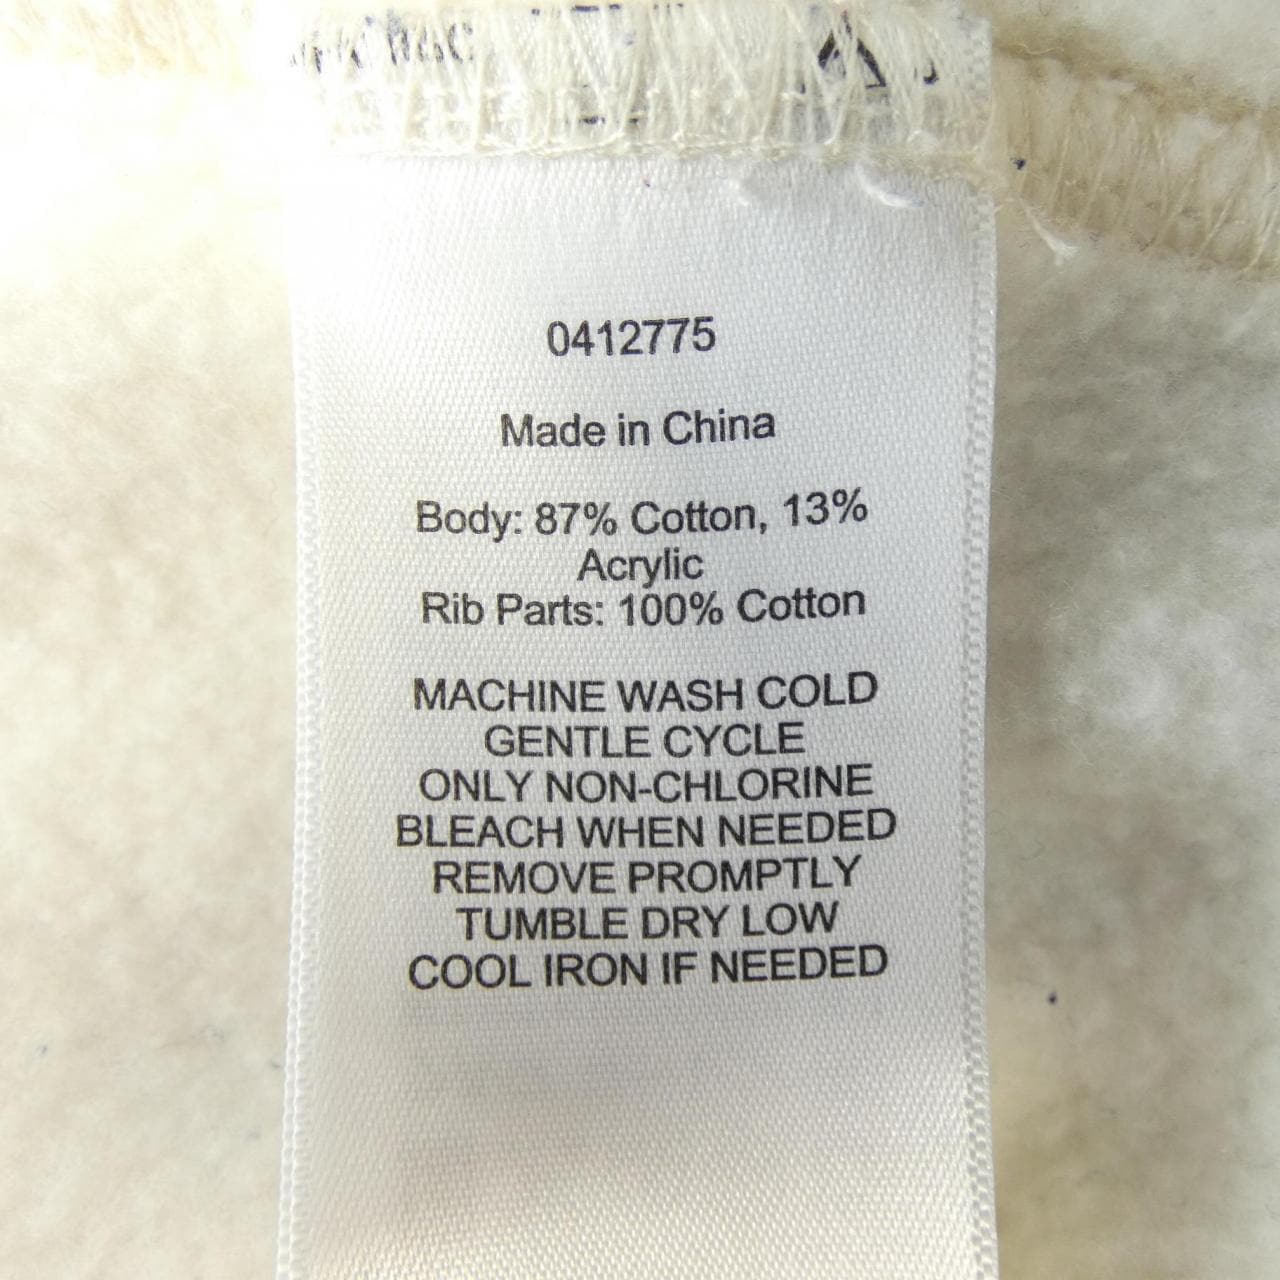 0412775
Made in China
Body: 87% Cotton, 13%
Acrylic
Rib Parts: 100% Cotton
MACHINE WASH COLD
GENTLE CYCLE
ONLY NON-CHLORINE
BLEACH WHEN NEEDED
REMOVE PROMPTLY
TUMBLE DRY LOW
COOL IRON IF NEEDED